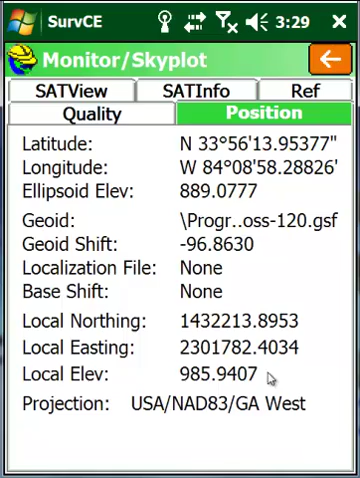 SurvCE 3:29
Monitor/Skyplot
SATView SATInfo Ref
Quality Position
Latitude: N 33°56'13.95377"
Longitude: W 84°08'58.28826'
Ellipsoid Elev: 889.0777
Geoid: \Progr..oss-120.gsf
Geoid Shift: -96.8630
Localization File: None
Base Shift: None
Local Northing: 1432213.8953
Local Easting: 2301782.4034
Local Elev: 985.9407
Projection: USA/NAD83/GA West